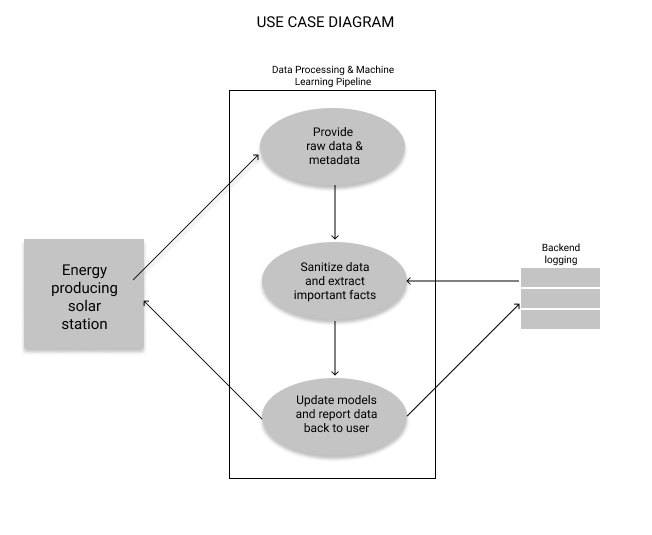 USE CASE DIAGRAM
Data Processing & Machine
Learning Pipeline
Provide
raw data &
metadata
Energy
producing
solar
station
Sanitize data
and extract
important facts
Backend
logging
Update models
and report data
back to user